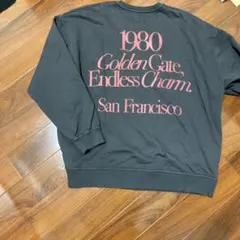 1980
Golden Gate,
Endless Charm.
San Francisco